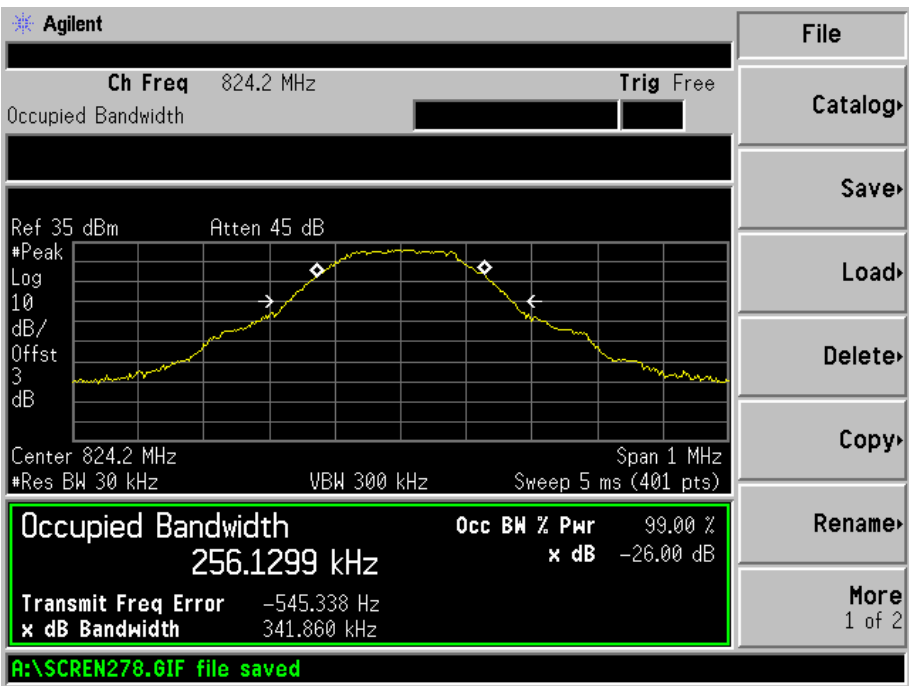 Agilent
File
Ch Freq 824.2 MHz Trig Free
Occupied Bandwidth
Catalog
Save
Ref 35 dBm Atten 45 dB
#Peak
Log
10
dB/
Offst
3
dB
Load
Delete
Copy
Center 824.2 MHz Span 1 MHz
#Res BW 30 kHz VBW 300 kHz Sweep 5 ms (401 pts)
Occupied Bandwidth Occ BW % Pwr 99.00 %
256.1299 kHz x dB -26.00 dB
Rename
Transmit Freq Error -545.338 Hz
x dB Bandwidth 341.860 kHz
More
1 of 2
A:\SCREN278.GIF file saved